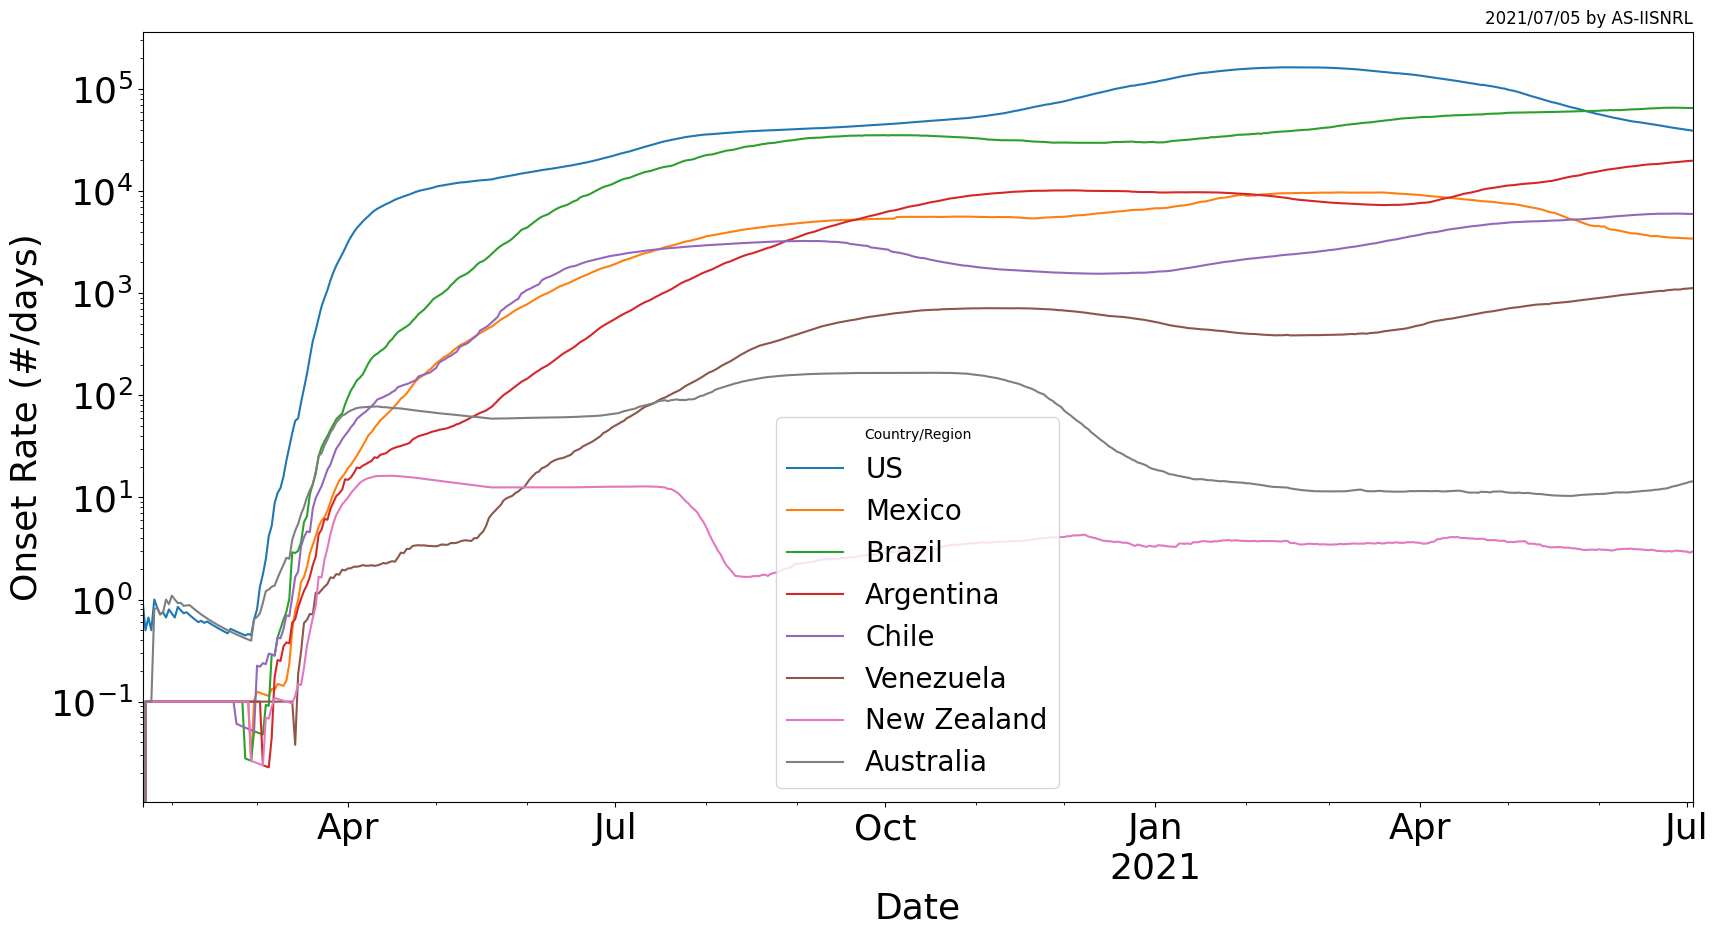 2021/07/05 by AS-IISNRL
Onset Rate (#/days)
10^5
10^4
10^3
10^2
10^1
10^0
10^-1
Country/Region
US
Mexico
Brazil
Argentina
Chile
Venezuela
New Zealand
Australia
Apr Jul Oct Jan Apr Jul
2021
Date